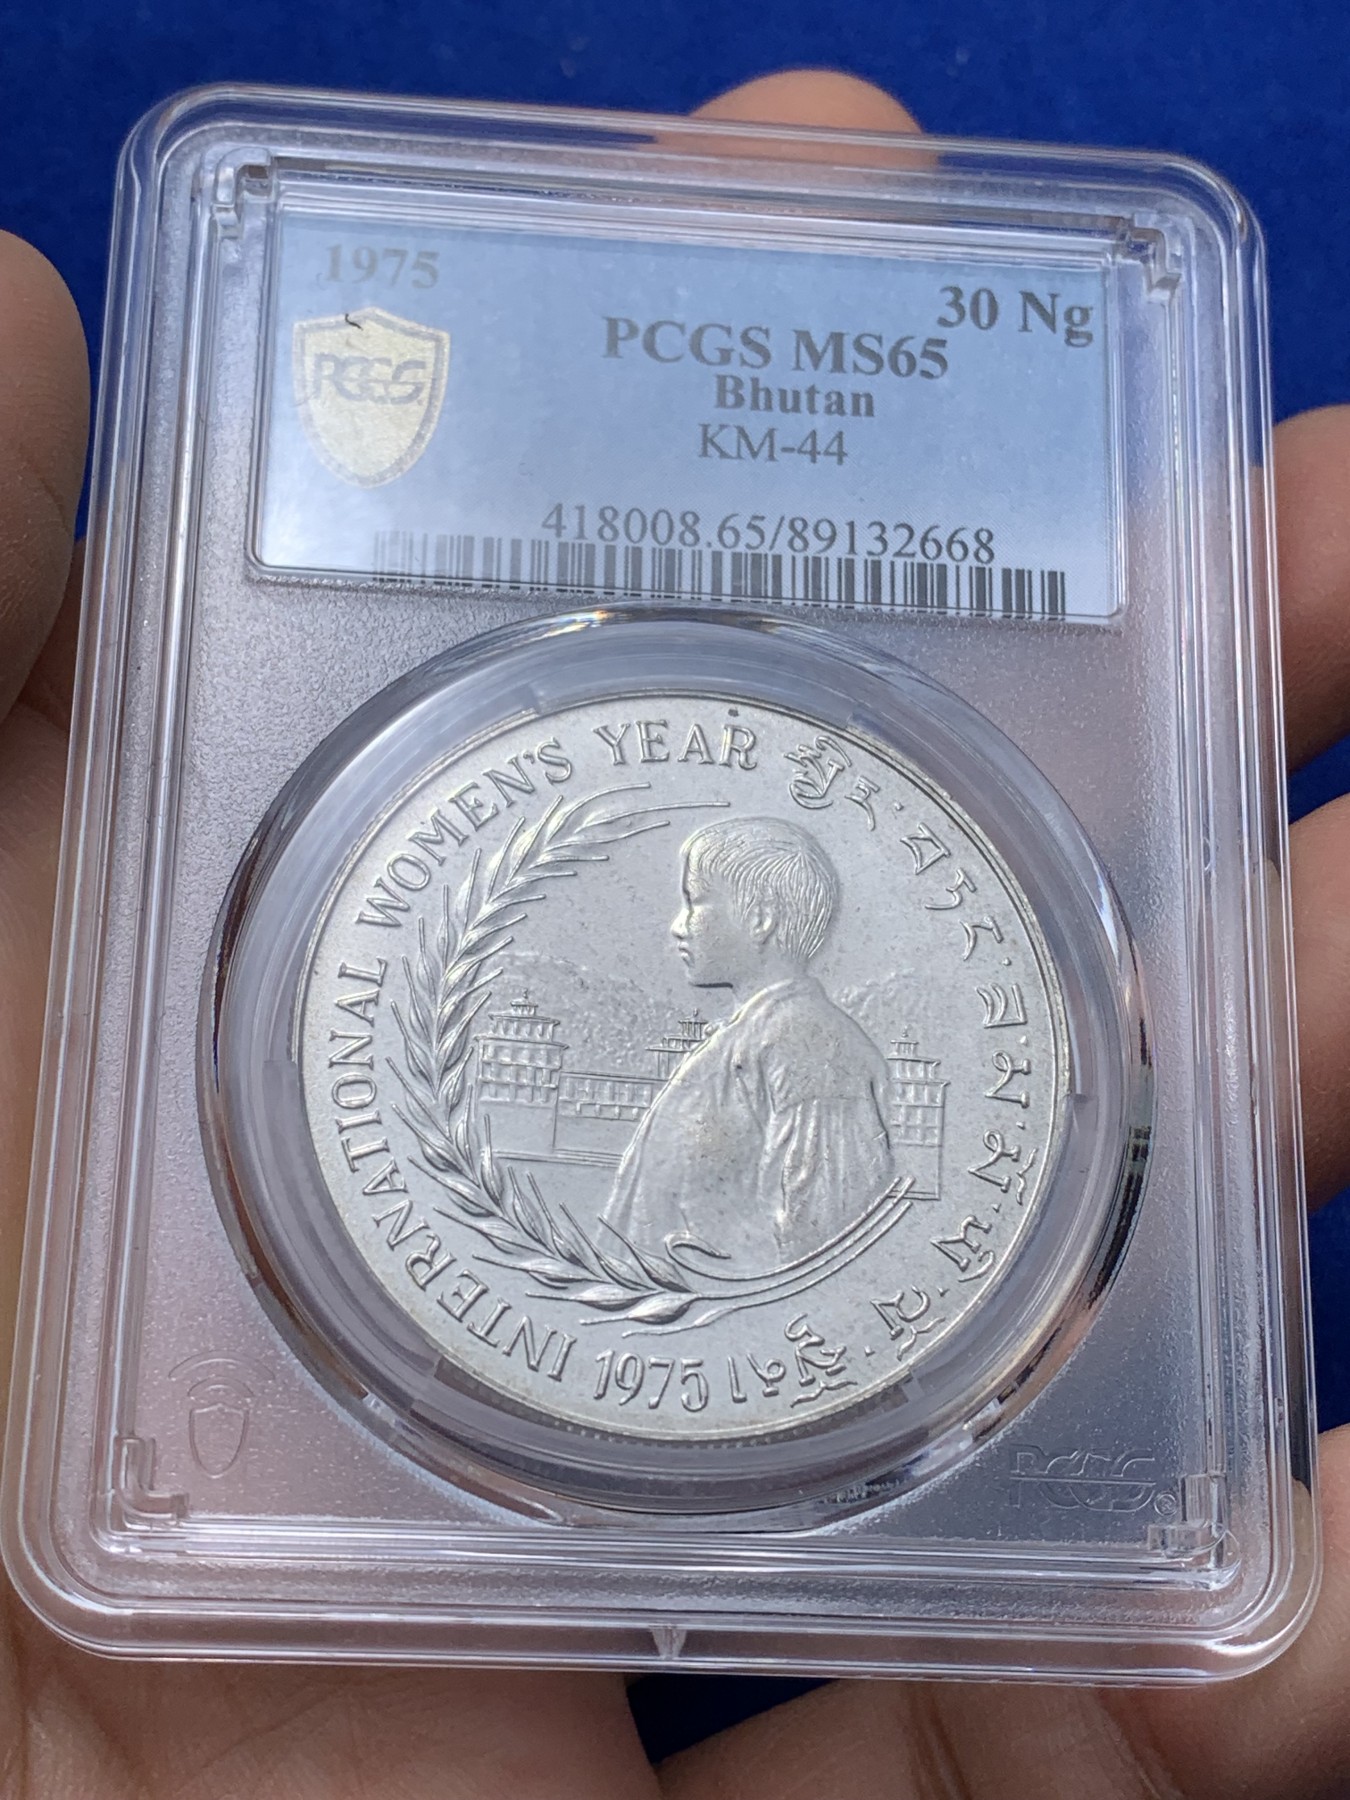 1975
30 Ng
PCGS
PCGS MS65
Bhutan
KM-44
418008.65/89132668
INTERNATIONAL WOMEN'S YEAR
1975
PCGS